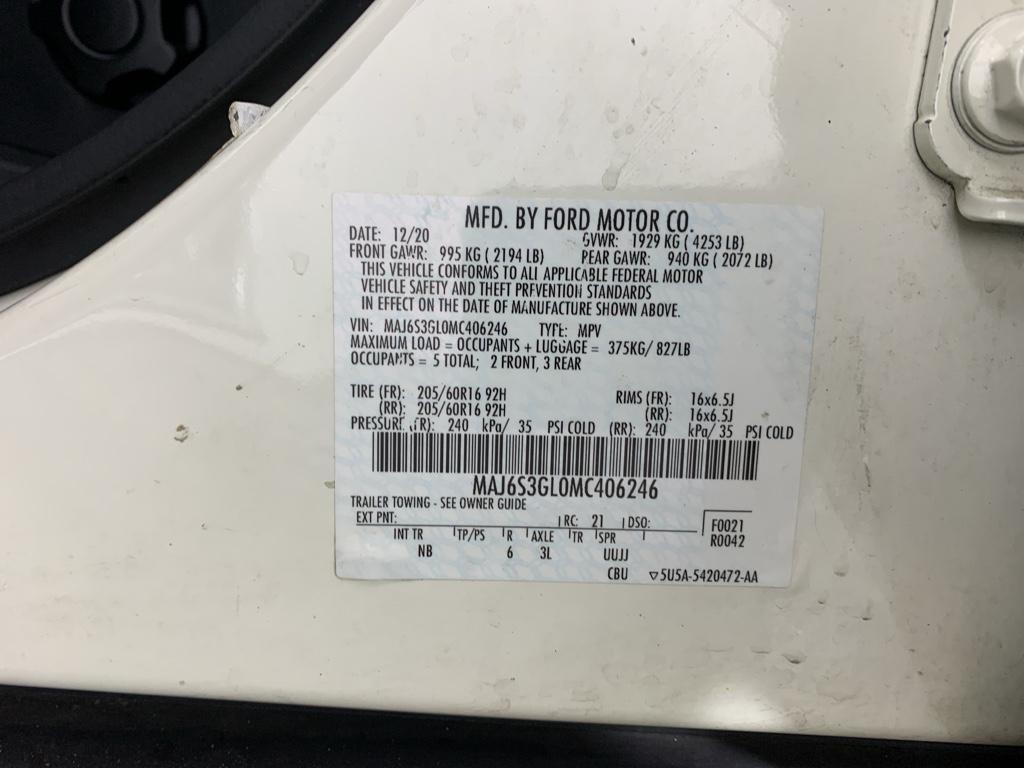 MFD. BY FORD MOTOR CO.
DATE: 12/20 GVWR: 1929 KG ( 4253 LB)
FRONT GAWR: 995 KG ( 2194 LB) REAR GAWR: 940 KG ( 2072 LB)
THIS VEHICLE CONFORMS TO ALL APPLICABLE FEDERAL MOTOR
VEHICLE SAFETY AND THEFT PREVENTION STANDARDS
IN EFFECT ON THE DATE OF MANUFACTURE SHOWN ABOVE.
VIN: MAJ6S3GL0MC406246 TYPE: MPV
MAXIMUM LOAD = OCCUPANTS + LUGGAGE = 375KG/ 827LB
OCCUPANTS = 5 TOTAL; 2 FRONT, 3 REAR
TIRE (FR): 205/60R16 92H RIMS (FR): 16x6.5J
(RR): 205/60R16 92H (RR): 16x6.5J
PRESSURE (FR): 240 kPa/ 35 PSI COLD (RR): 240 kPa/ 35 PSI COLD
MAJ6S3GL0MC406246
TRAILER TOWING - SEE OWNER GUIDE
EXT PNT: RC: 21 DSO: F0021
INT TR TP/PS R AXLE TR SPR R0042
NB 6 3L UUJJ
CBU ▽5U5A-5420472-AA